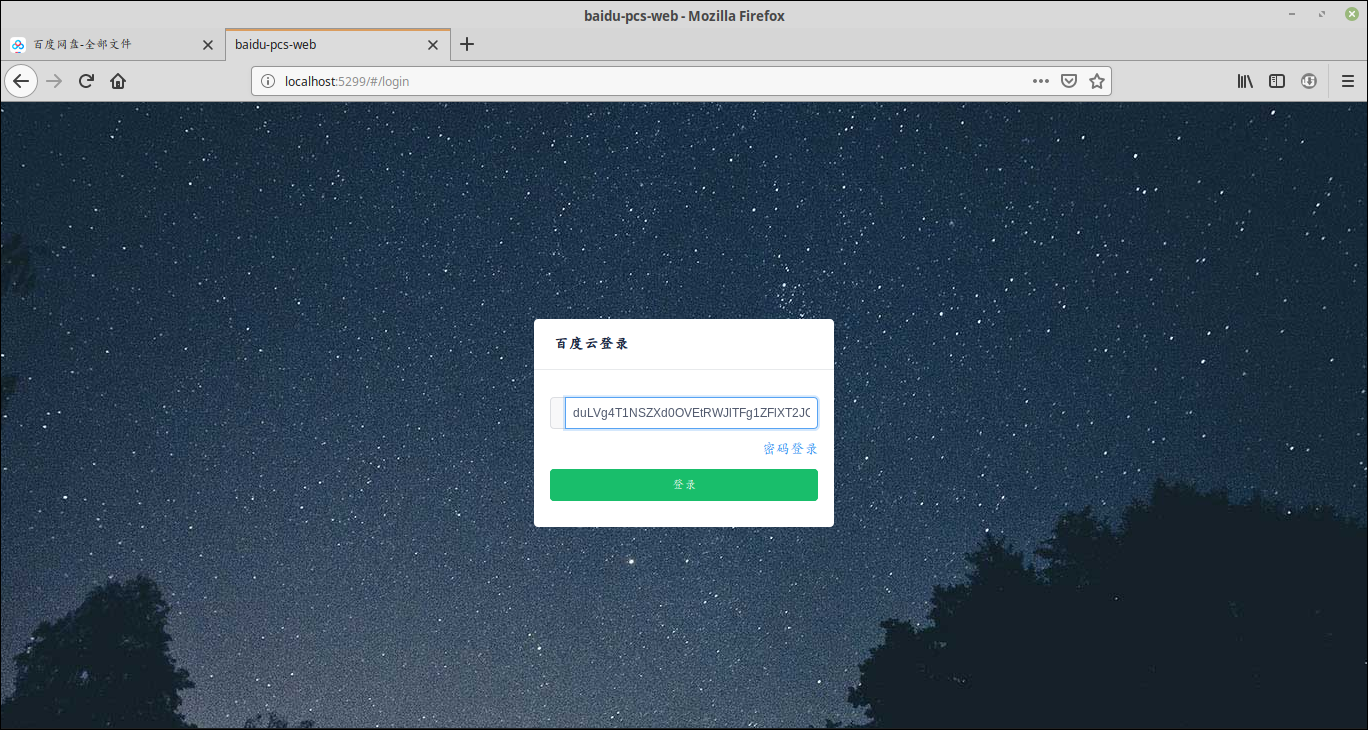 baidu-pcs-web - Mozilla Firefox
百度网盘-全部文件
baidu-pcs-web
localhost:5299/#/login
百度云登录
duLVg4T1NSZXd0OVEtRWJlTFg1ZFlXT2JC
密码登录
登录